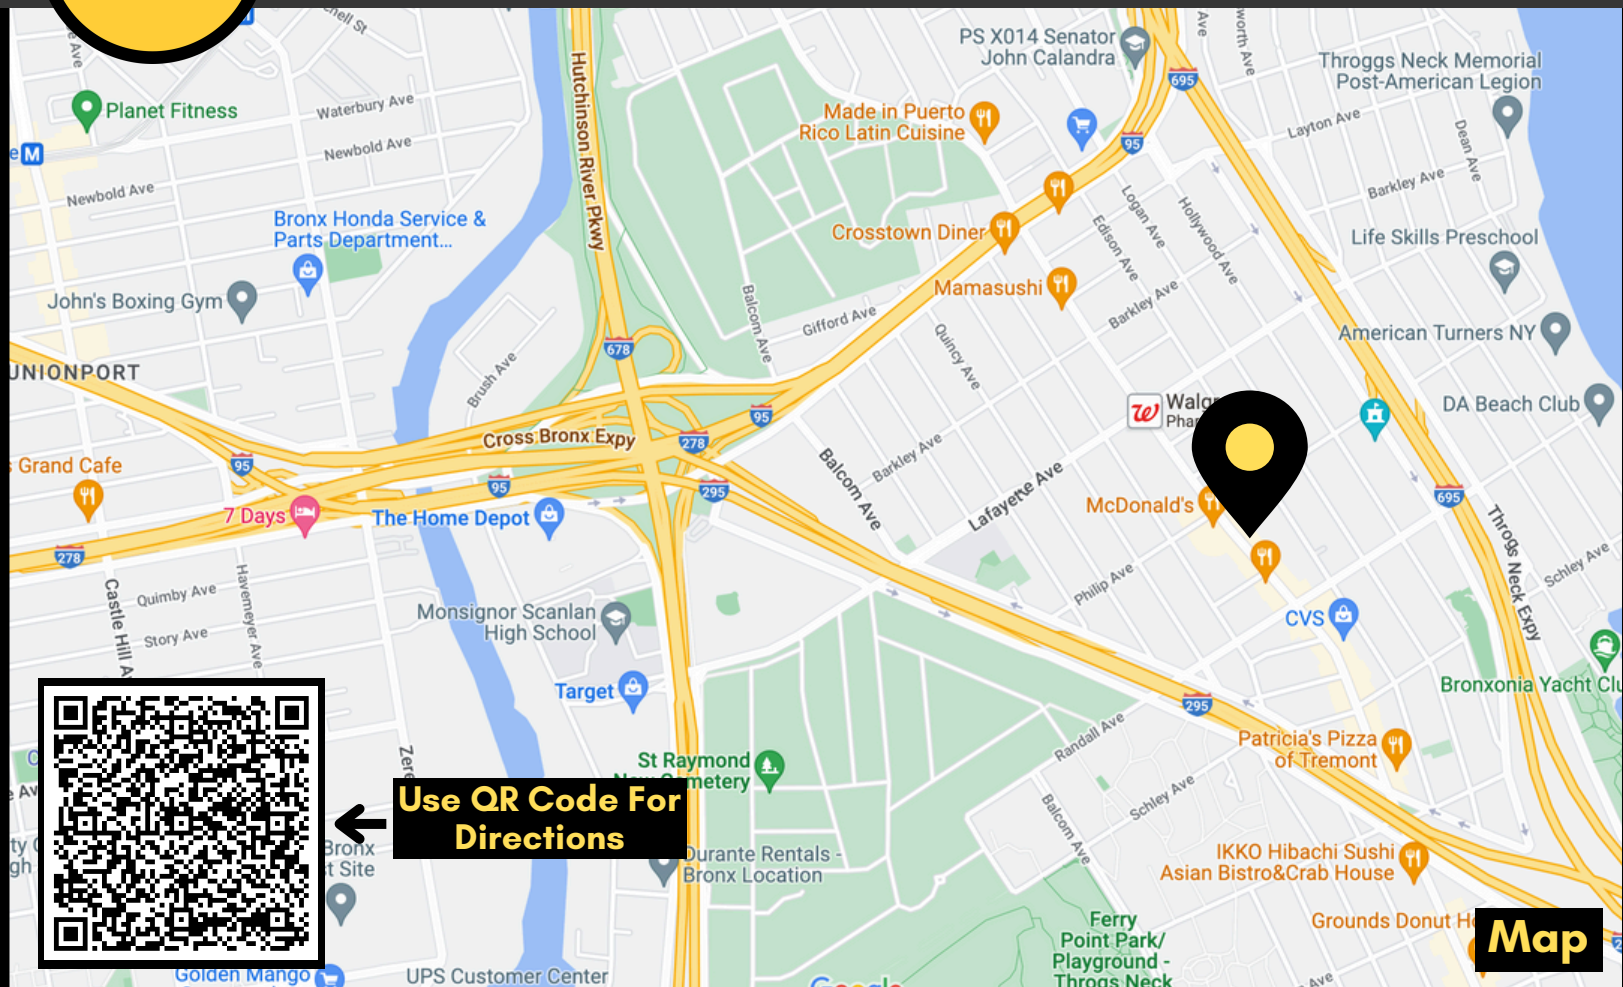 PS X014 Senator
John Calandra
Throggs Neck Memorial
Post-American Legion
Planet Fitness
Waterbury Ave
Newbold Ave
Newbold Ave
M
Hutchinson River Pkwy
Made in Puerto
Rico Latin Cuisine
695
95
Layton Ave
Dean Ave
Barkley Ave
Logan Ave
Hollywood Ave
Edison Ave
Bronx Honda Service &
Parts Department...
Crosstown Diner
Life Skills Preschool
John's Boxing Gym
Mamasushi
Barkley Ave
Balcom Ave
Gifford Ave
Quincy Ave
American Turners NY
UNIONPORT
678
Brush Ave
DA Beach Club
95
278
Cross Bronx Expy
Barkley Ave
Balcom Ave
Lafayette Ave
Grand Cafe
95
95
295
695
7 Days
The Home Depot
McDonald's
278
Castle Hill
Havemeyer Ave
Quimby Ave
Story Ave
Philip Ave
Throgs Neck Expy
Schley Ave
Monsignor Scanlan
High School
CVS
Target
Bronxonia Yacht
295
Randall Ave
Patricia's Pizza
of Tremont
St Raymond
Schley Ave
Balcom Ave
Use QR Code For
Directions
Bronx
Site
Durante Rentals -
Bronx Location
IKKO Hibachi Sushi
Asian Bistro&Crab House
Ferry
Point Park/
Playground -
Throgs Neck
Grounds Donut
Map
Golden Mango
UPS Customer Center
Google